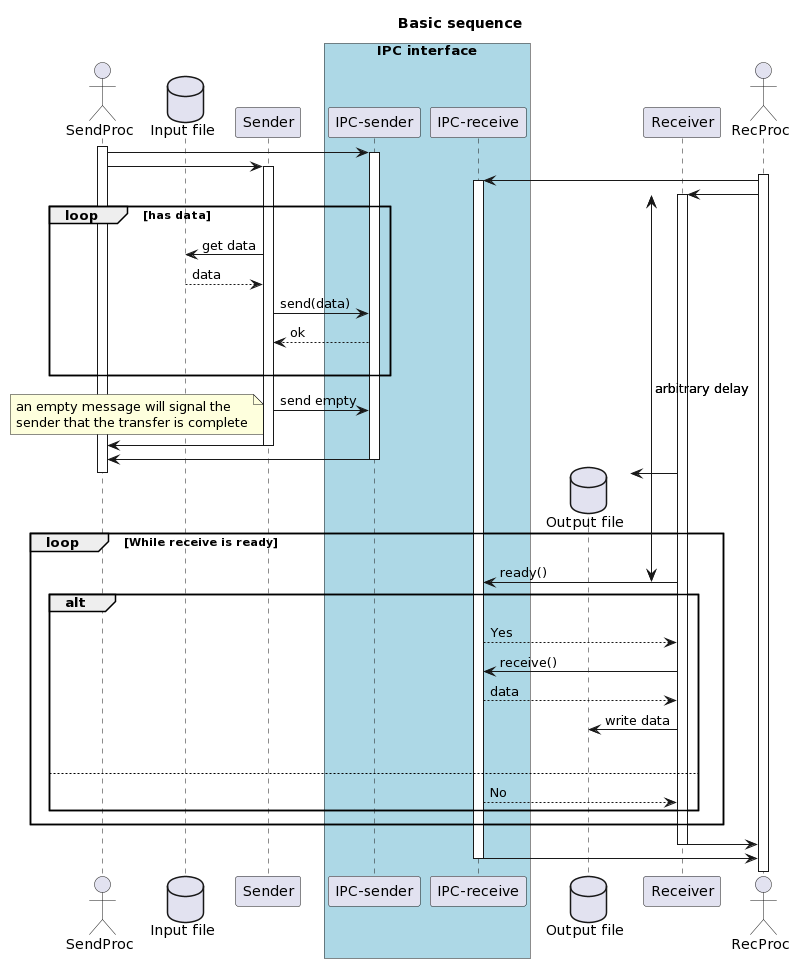 Basic sequence
IPC interface
SendProc
Input file
Sender
IPC-sender
IPC-receive
Receiver
RecProc
loop
[has data]
get data
data
send(data)
ok
arbitrary delay
an empty message will signal the
sender that the transfer is complete
send empty
Output file
loop
[While receive is ready]
ready()
alt
Yes
receive()
data
write data
No
SendProc
Input file
Sender
IPC-sender
IPC-receive
Output file
Receiver
RecProc